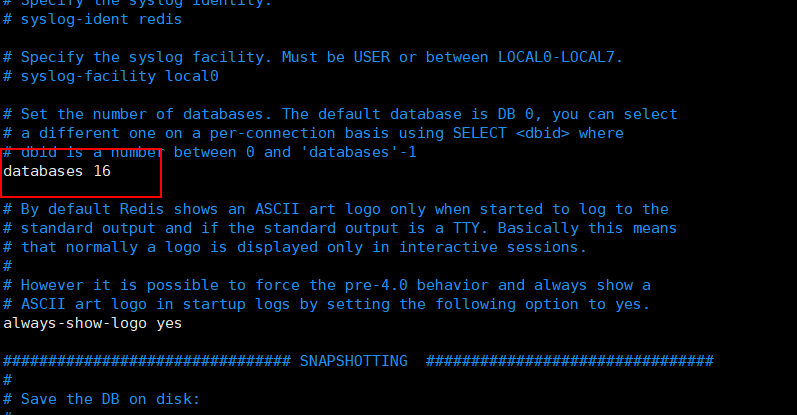 # Specify the syslog identity.
# syslog-ident redis
# Specify the syslog facility. Must be USER or between LOCAL0-LOCAL7.
# syslog-facility local0
# Set the number of databases. The default database is DB 0, you can select
# a different one on a per-connection basis using SELECT <dbid> where
# dbid is a number between 0 and 'databases'-1
databases 16
# By default Redis shows an ASCII art logo only when started to log to the
# standard output and if the standard output is a TTY. Basically this means
# that normally a logo is displayed only in interactive sessions.
#
# However it is possible to force the pre-4.0 behavior and always show a
# ASCII art logo in startup logs by setting the following option to yes.
always-show-logo yes
################################ SNAPSHOTTING  ################################
#
# Save the DB on disk:
#